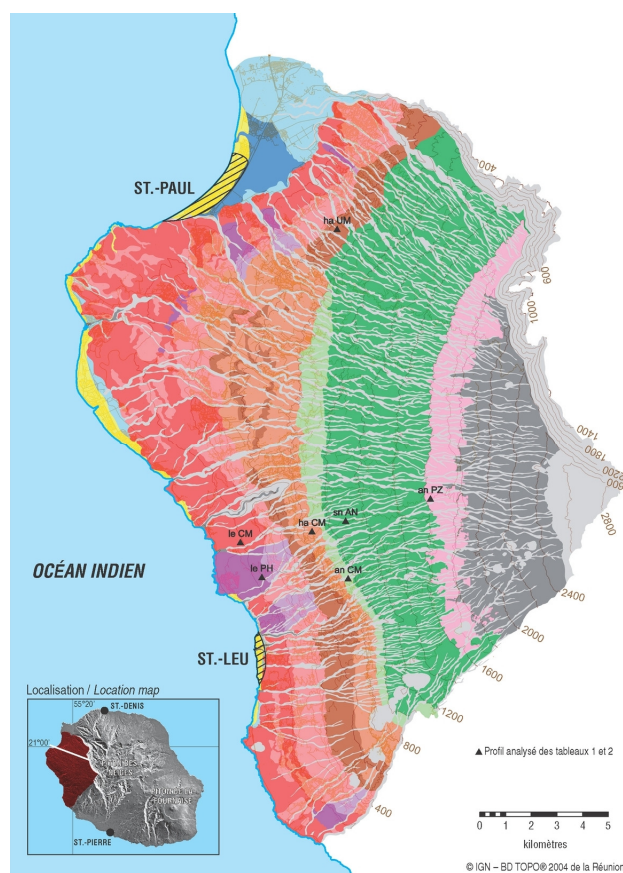 ST.-PAUL
400
ha UM
600
1000
1400
1800
2200
2800
an PZ
sn AN
ha CM
le CM
OCÉAN INDIEN
le PH
an CM
2400
2000
ST.-LEU
1600
Localisation / Location map
55°20'
ST.-DENIS
1200
21°00'
800
▲ Profil analysé des tableaux 1 et 2
PITON DES
NEIGES
400
ST.-PIERRE
0 1 2 3 4 5
kilomètres
© IGN – BD TOPO® 2004 de la Réunion